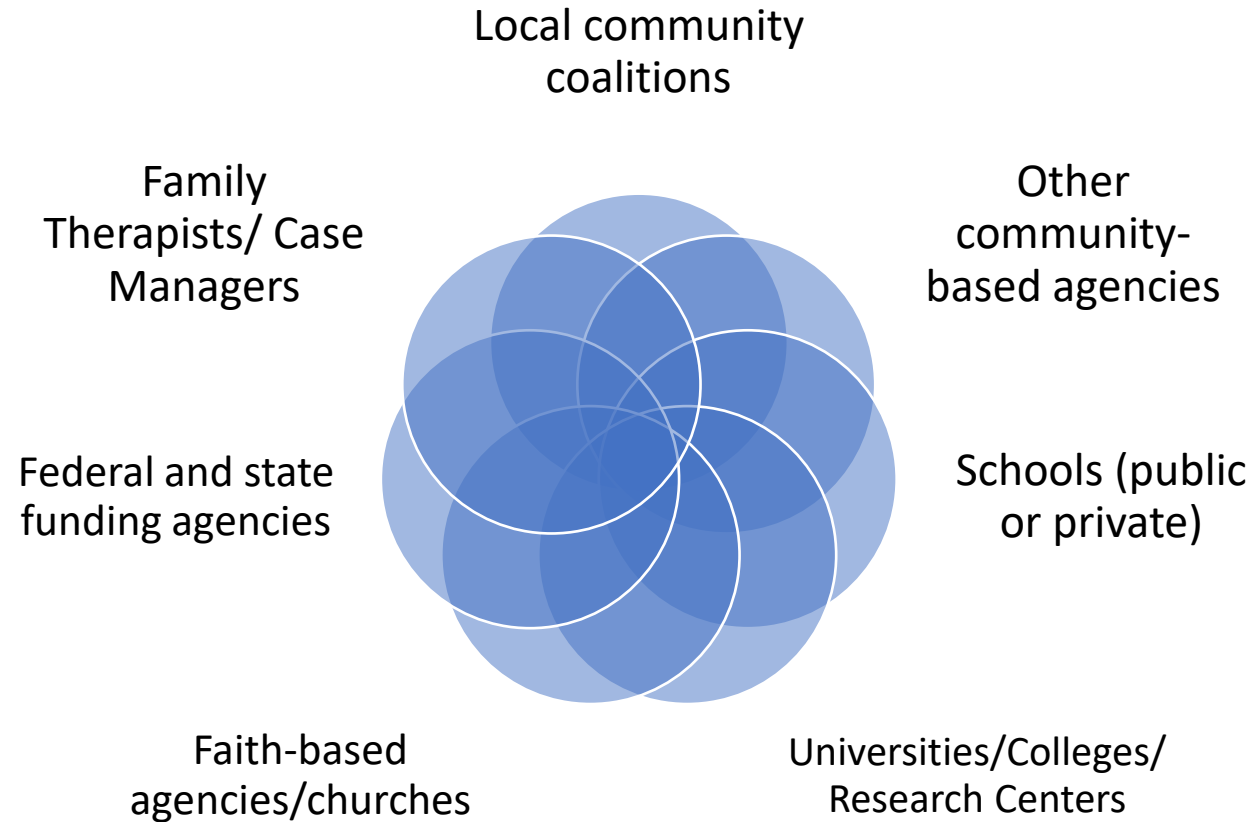 Local community
coalitions
Family
Therapists/ Case
Managers
Other
community-
based agencies
Federal and state
funding agencies
Schools (public
or private)
Faith-based
agencies/churches
Universities/Colleges/
Research Centers